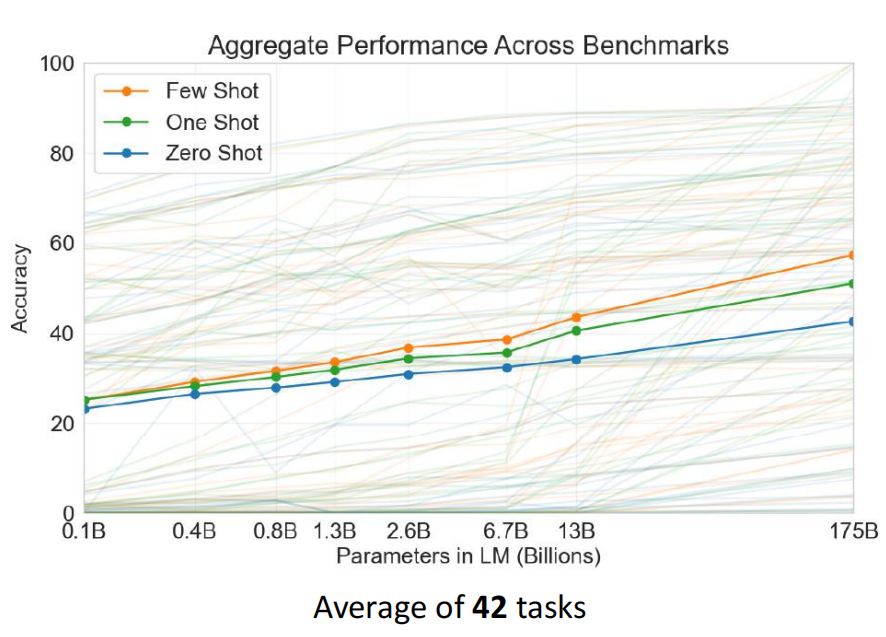 Aggregate Performance Across Benchmarks
100
80
60
40
20
0
Accuracy
Few Shot
One Shot
Zero Shot
0.1B 0.4B 0.8B 1.3B 2.6B 6.7B 13B 175B
Parameters in LM (Billions)
Average of 42 tasks